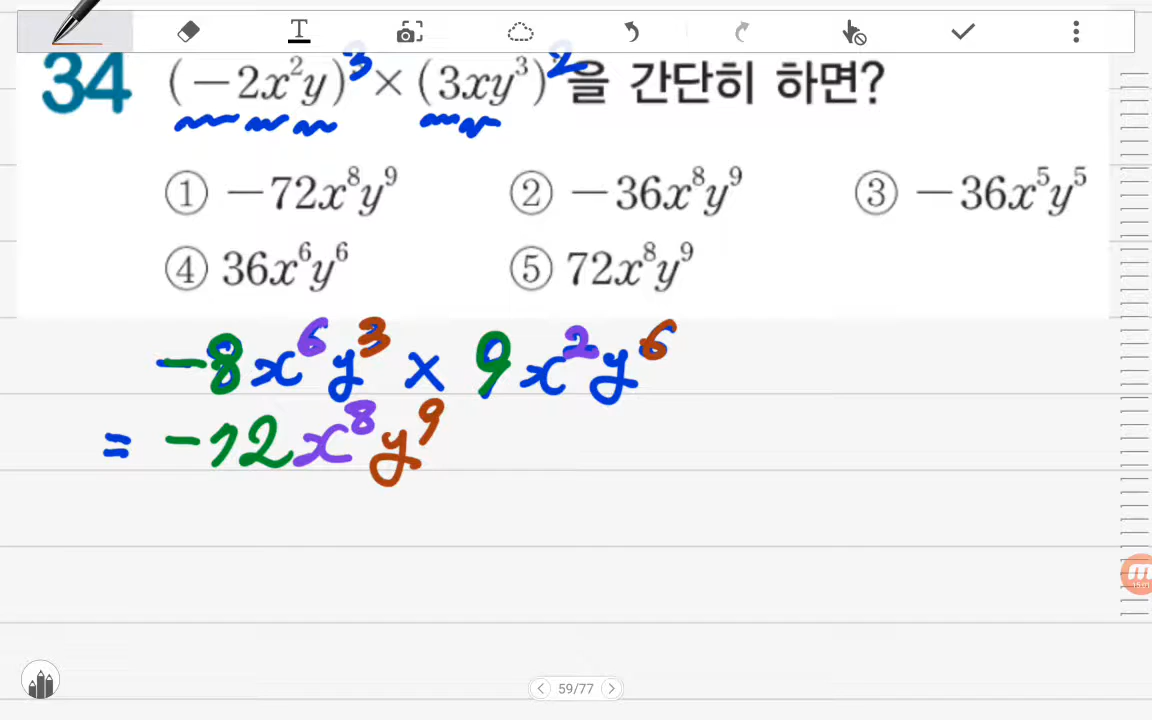 T
34 (−2x²y)³×(3xy³)²을 간단히 하면?
① −72x⁸y⁹ ② −36x⁸y⁹ ③ −36x⁵y⁵
④ 36x⁶y⁶ ⑤ 72x⁸y⁹
−8x⁶y³ × 9x²y⁶
= −72x⁸y⁹
59/77